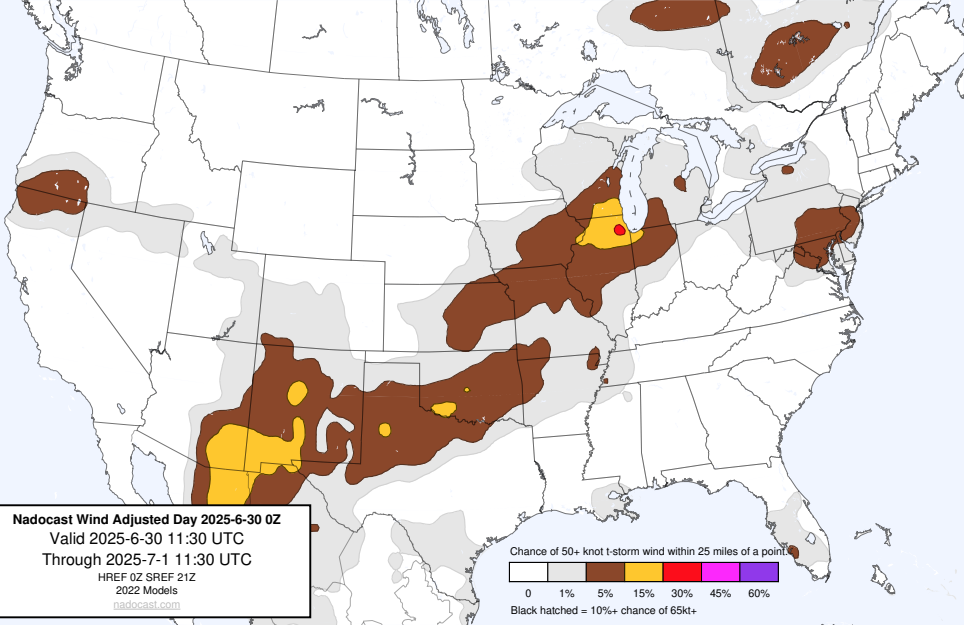 Nadocast Wind Adjusted Day 2025-6-30 0Z
Valid 2025-6-30 11:30 UTC
Through 2025-7-1 11:30 UTC
HREF 0Z SREF 21Z
2022 Models
nadocast.com
Chance of 50+ knot t-storm wind within 25 miles of a point.
0 1% 5% 15% 30% 45% 60%
Black hatched = 10%+ chance of 65kt+